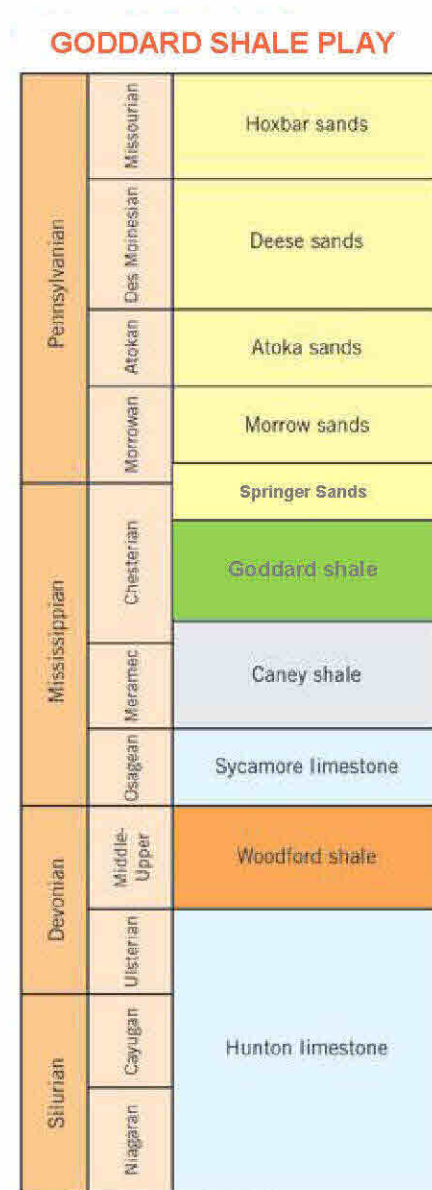 GODDARD SHALE PLAY
Pennsylvanian
Missourian
Hoxbar sands
Des Moinesian
Deese sands
Atokan
Atoka sands
Morrowan
Morrow sands
Springer Sands
Mississippian
Chesterian
Goddard shale
Meramec
Caney shale
Osagean
Sycamore limestone
Devonian
Middle-
Upper
Woodford shale
Ulsterian
Hunton limestone
Silurian
Cayugan
Niagaran